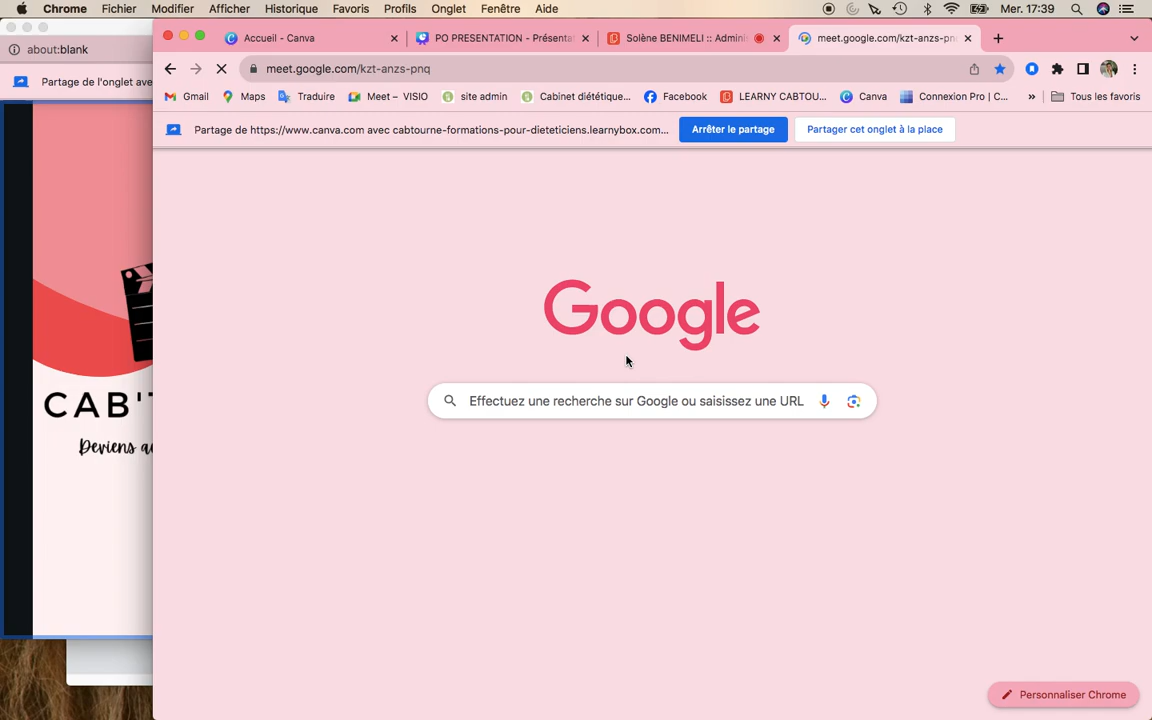 Chrome Fichier Modifier Afficher Historique Favoris Profils Onglet Fenêtre Aide Mer. 17:39
about:blank
Partage de l'onglet ave
CAB'
Deviens a
Accueil - Canva
PO PRESENTATION - Présenta
Solène BENIMELI :: Admini
meet.google.com/kzt-anzs-pn
meet.google.com/kzt-anzs-pnq
Gmail Maps Traduire Meet – VISIO site admin Cabinet diététique... Facebook LEARNY CABTOU... Canva Connexion Pro | C... » Tous les favoris
Partage de https://www.canva.com avec cabtourne-formations-pour-dieteticiens.learnybox.com... Arrêter le partage Partager cet onglet à la place
Google
Effectuez une recherche sur Google ou saisissez une URL
Personnaliser Chrome